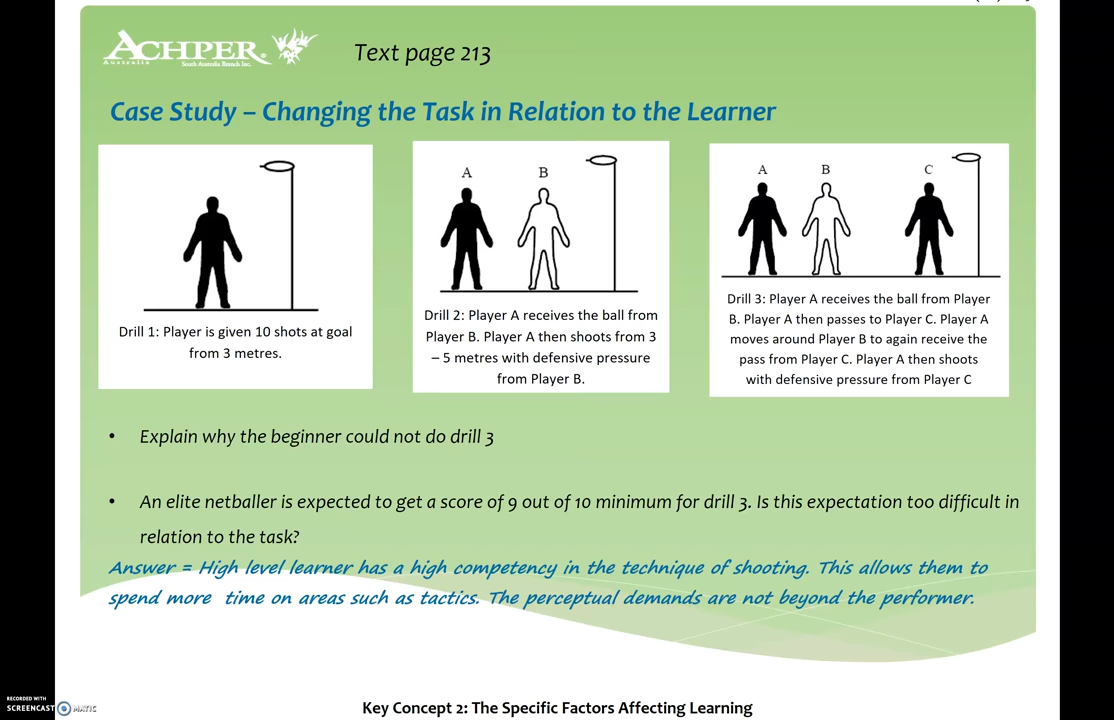 ACHPER
Australia
South Australia Branch Inc.
Text page 213
Case Study – Changing the Task in Relation to the Learner
Drill 1: Player is given 10 shots at goal
from 3 metres.
A B
Drill 2: Player A receives the ball from
Player B. Player A then shoots from 3
– 5 metres with defensive pressure
from Player B.
A B C
Drill 3: Player A receives the ball from Player
B. Player A then passes to Player C. Player A
moves around Player B to again receive the
pass from Player C. Player A then shoots
with defensive pressure from Player C
• Explain why the beginner could not do drill 3
• An elite netballer is expected to get a score of 9 out of 10 minimum for drill 3. Is this expectation too difficult in
relation to the task?
Answer = High level learner has a high competency in the technique of shooting. This allows them to
spend more time on areas such as tactics. The perceptual demands are not beyond the performer.
RECORDED WITH
SCREENCAST MATIC
Key Concept 2: The Specific Factors Affecting Learning